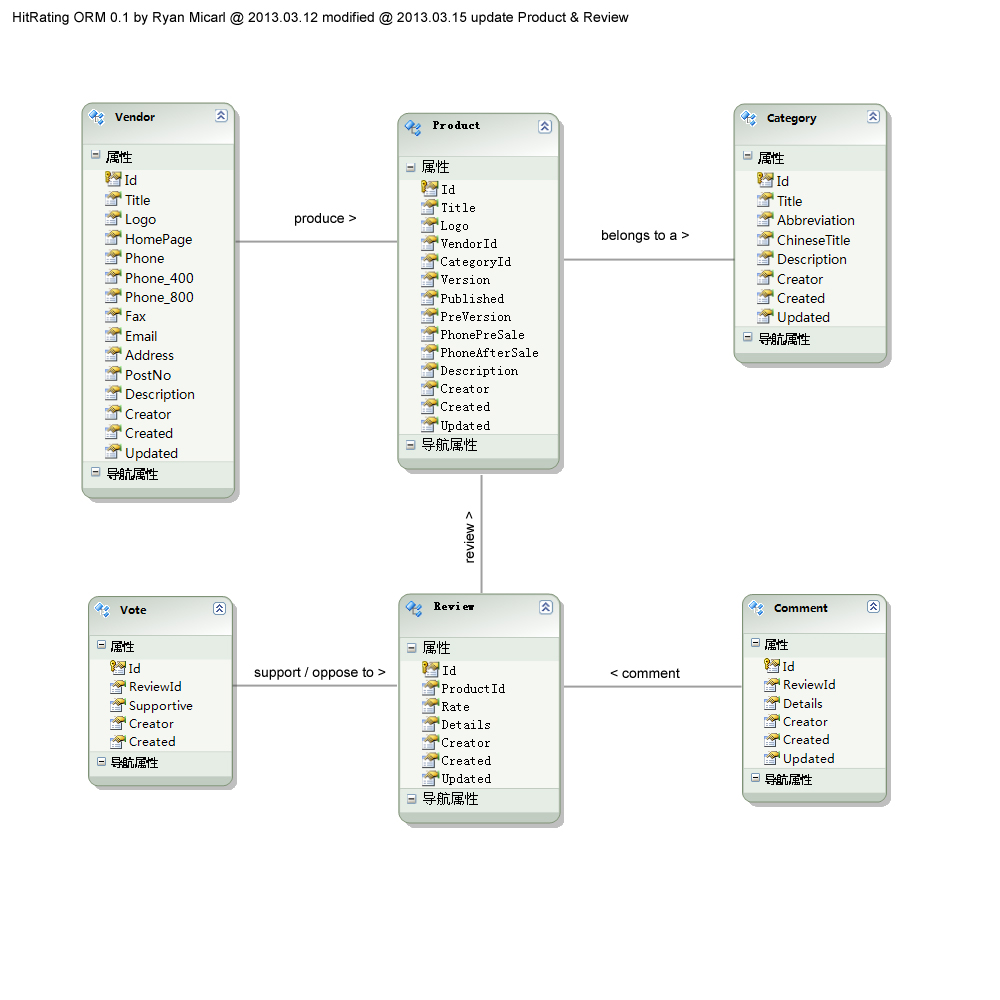 HitRating ORM 0.1 by Ryan Micarl @ 2013.03.12 modified @ 2013.03.15 update Product & Review
Vendor
属性
Id
Title
Logo
HomePage
Phone
Phone_400
Phone_800
Fax
Email
Address
PostNo
Description
Creator
Created
Updated
导航属性
produce >
Product
属性
Id
Title
Logo
VendorId
CategoryId
Version
Published
PreVersion
PhonePreSale
PhoneAfterSale
Description
Creator
Created
Updated
导航属性
belongs to a >
Category
属性
Id
Title
Abbreviation
ChineseTitle
Description
Creator
Created
Updated
导航属性
review >
Vote
属性
Id
ReviewId
Supportive
Creator
Created
导航属性
support / oppose to >
Review
属性
Id
ProductId
Rate
Details
Creator
Created
Updated
导航属性
< comment
Comment
属性
Id
ReviewId
Details
Creator
Created
Updated
导航属性